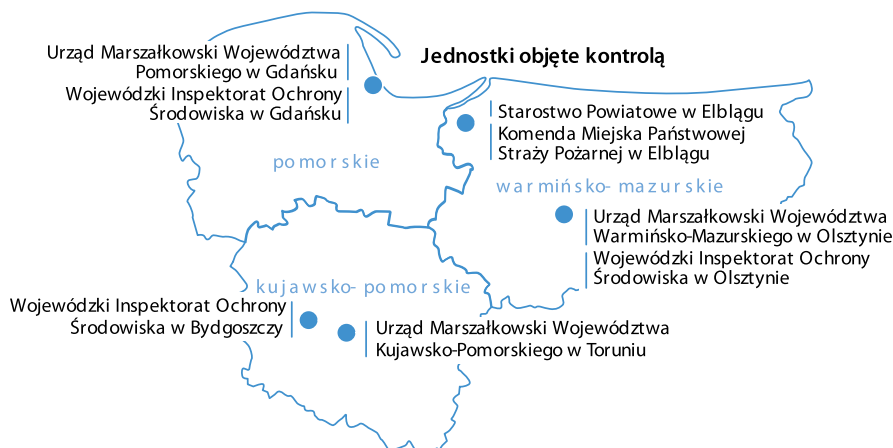 Jednostki objęte kontrolą
Urząd Marszałkowski Województwa
Pomorskiego w Gdańsku
Wojewódzki Inspektorat Ochrony
Środowiska w Gdańsku
Starostwo Powiatowe w Elblągu
Komenda Miejska Państwowej
Straży Pożarnej w Elblągu
pomorskie
warmińsko- mazurskie
Urząd Marszałkowski Województwa
Warmińsko-Mazurskiego w Olsztynie
Wojewódzki Inspektorat Ochrony
Środowiska w Olsztynie
kujawsko- pomorskie
Wojewódzki Inspektorat Ochrony
Środowiska w Bydgoszczy
Urząd Marszałkowski Województwa
Kujawsko-Pomorskiego w Toruniu